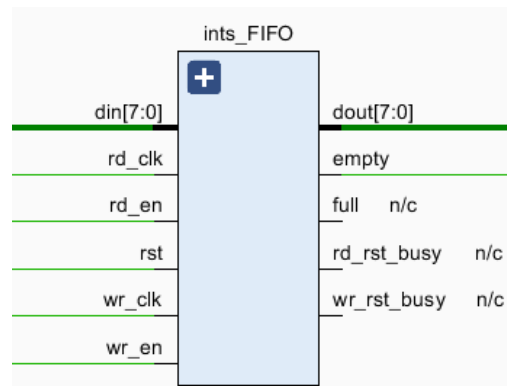 ints_FIFO
din[7:0] dout[7:0]
rd_clk empty
rd_en full n/c
rst rd_rst_busy n/c
wr_clk wr_rst_busy n/c
wr_en